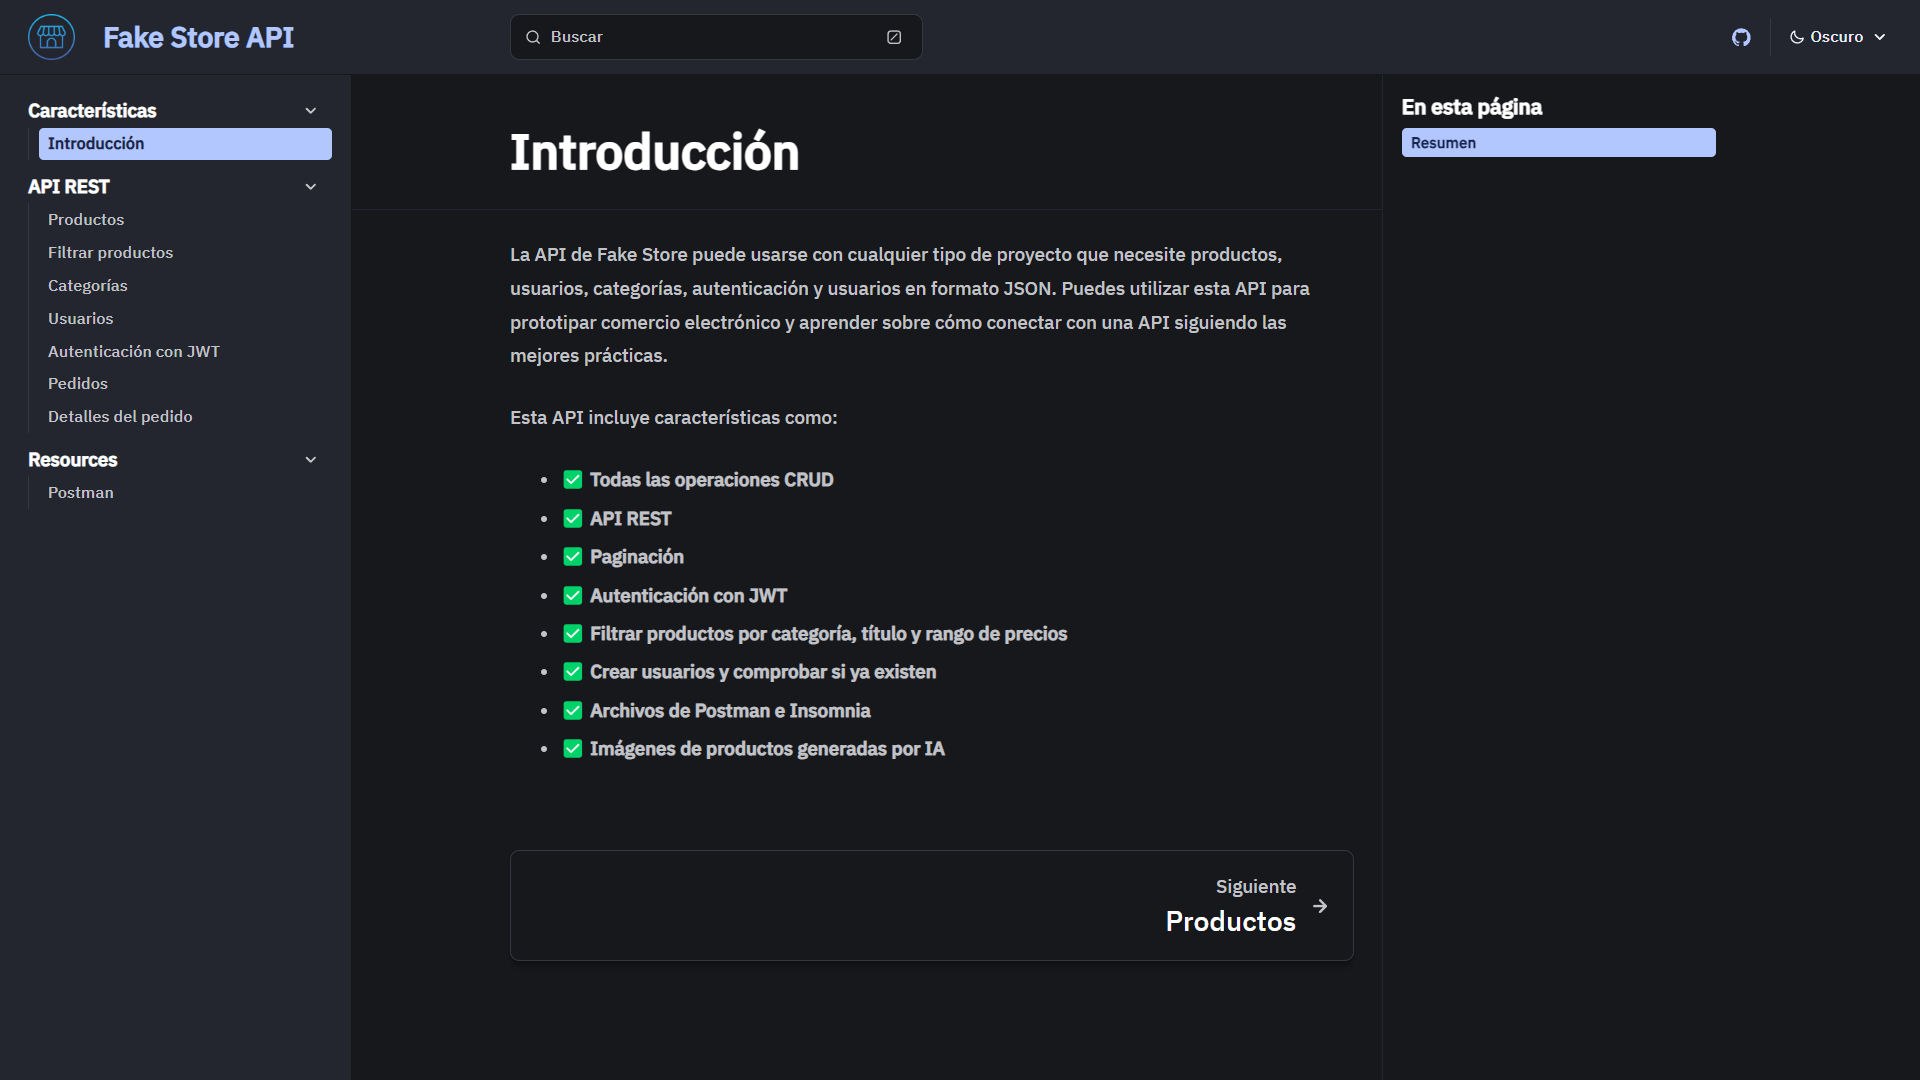 Fake Store API
Buscar
Oscuro
Características
Introducción
API REST
Productos
Filtrar productos
Categorías
Usuarios
Autenticación con JWT
Pedidos
Detalles del pedido
Resources
Postman
Introducción
La API de Fake Store puede usarse con cualquier tipo de proyecto que necesite productos,
usuarios, categorías, autenticación y usuarios en formato JSON. Puedes utilizar esta API para
prototipar comercio electrónico y aprender sobre cómo conectar con una API siguiendo las
mejores prácticas.
Esta API incluye características como:
• ✅ Todas las operaciones CRUD
• ✅ API REST
• ✅ Paginación
• ✅ Autenticación con JWT
• ✅ Filtrar productos por categoría, título y rango de precios
• ✅ Crear usuarios y comprobar si ya existen
• ✅ Archivos de Postman e Insomnia
• ✅ Imágenes de productos generadas por IA
Siguiente
Productos
En esta página
Resumen